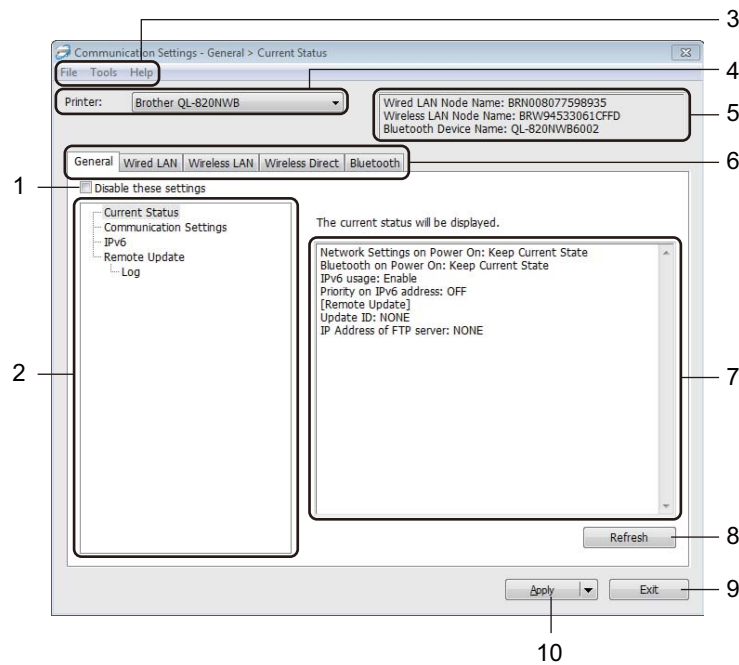 3
Communication Settings - General > Current Status
File Tools Help
4
Printer: Brother QL-820NWB
Wired LAN Node Name: BRN008077598935
Wireless LAN Node Name: BRW94533061CFFD
Bluetooth Device Name: QL-820NWB6002
5
General Wired LAN Wireless LAN Wireless Direct Bluetooth
6
1
Disable these settings
Current Status
Communication Settings
IPv6
Remote Update
Log
2
The current status will be displayed.
Network Settings on Power On: Keep Current State
Bluetooth on Power On: Keep Current State
IPv6 usage: Enable
Priority on IPv6 address: OFF
[Remote Update]
Update ID: NONE
IP Address of FTP server: NONE
7
Refresh
8
Apply
Exit
9
10